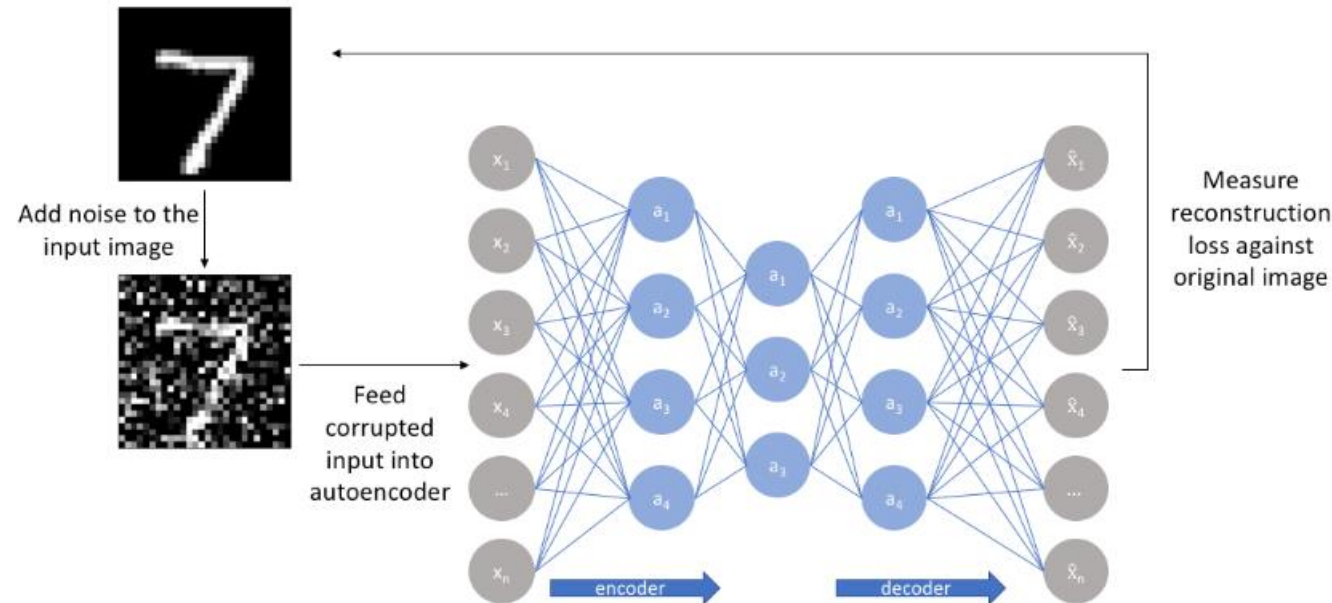 7
Add noise to the
input image
7
Feed
corrupted
input into
autoencoder
x₁
x₂
x₃
x₄
...
xₙ
a₁
a₂
a₃
a₄
a₁
a₂
a₃
a₁
a₂
a₃
a₄
x̂₁
x̂₂
x̂₃
x̂₄
...
x̂ₙ
encoder
decoder
Measure
reconstruction
loss against
original image